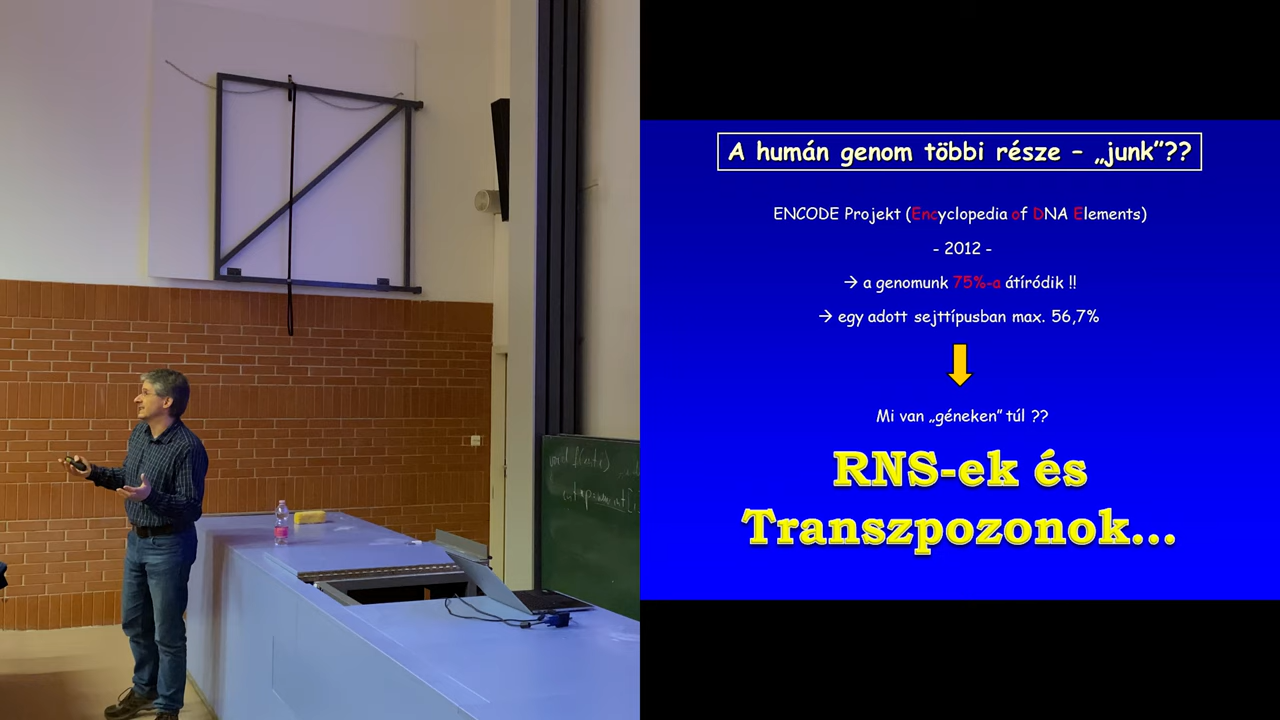 A humán genom többi része – „junk”??
ENCODE Projekt (Encyclopedia of DNA Elements)
- 2012 -
→ a genomunk 75%-a átíródik !!
→ egy adott sejttípusban max. 56,7%
Mi van „géneken” túl ??
RNS-ek és
Transzpozonok...
void